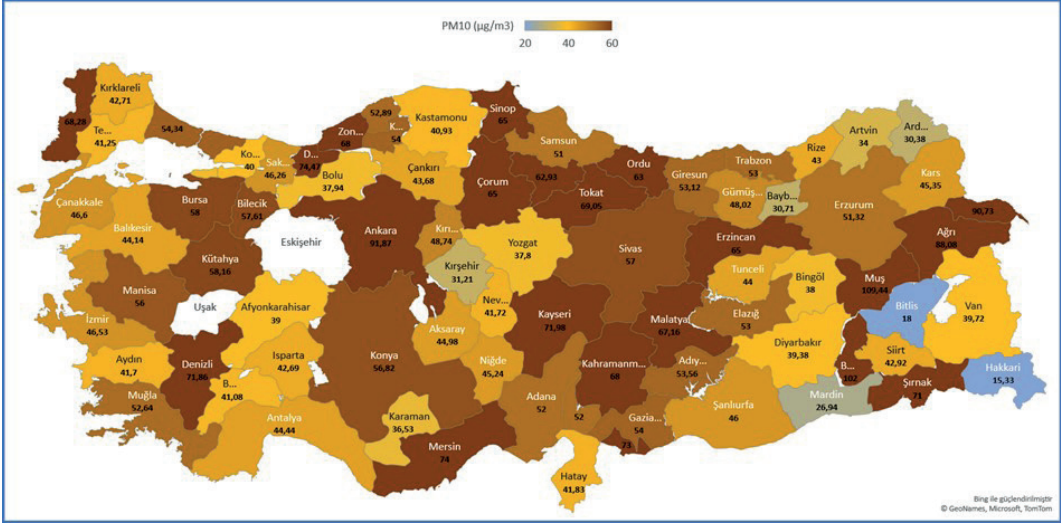 PM10 (µg/m3)
20
40
60
Kırklareli
42,71
68,28
Te...
41,25
54,34
Ko...
40
Sak...
46,26
D...
74,47
Zon...
68
52,89
K...
54
Kastamonu
40,93
Sinop
65
Samsun
51
Ordu
63
Giresun
53,12
Trabzon
53
Rize
43
Artvin
34
Ard...
30,38
Kars
45,35
Çanakkale
46,6
Balıkesir
44,14
Bursa
58
Bilecik
57,61
Bolu
37,94
Çankırı
43,68
Çorum
65
62,93
Tokat
69,05
Gümüş...
48,02
Bayb...
30,71
Erzurum
51,32
90,73
Ağrı
88,08
Eskişehir
Ankara
91,87
Kırı...
48,74
Yozgat
37,8
Sivas
57
Erzincan
65
Kütahya
58,16
Manisa
56
Uşak
Afyonkarahisar
39
Kırşehir
31,21
Nev...
41,72
Kayseri
71,98
Malatya
67,16
Tunceli
44
Elazığ
53
Bingöl
38
Muş
109,44
Bitlis
18
Van
39,72
İzmir
46,53
Aydın
41,7
Denizli
71,86
Isparta
42,69
B...
41,08
Konya
56,82
Aksaray
44,98
Niğde
45,24
Kahramanm...
68
Adıy...
53,56
Diyarbakır
39,38
B...
102
Siirt
42,92
Şırnak
71
Hakkari
15,33
Muğla
52,64
Antalya
44,44
Karaman
36,53
Mersin
74
Adana
52
52
Gazia...
54
73
Şanlıurfa
46
Mardin
26,94
Hatay
41,83
Bing ile güçlendirilmiştir
© GeoNames, Microsoft, TomTom